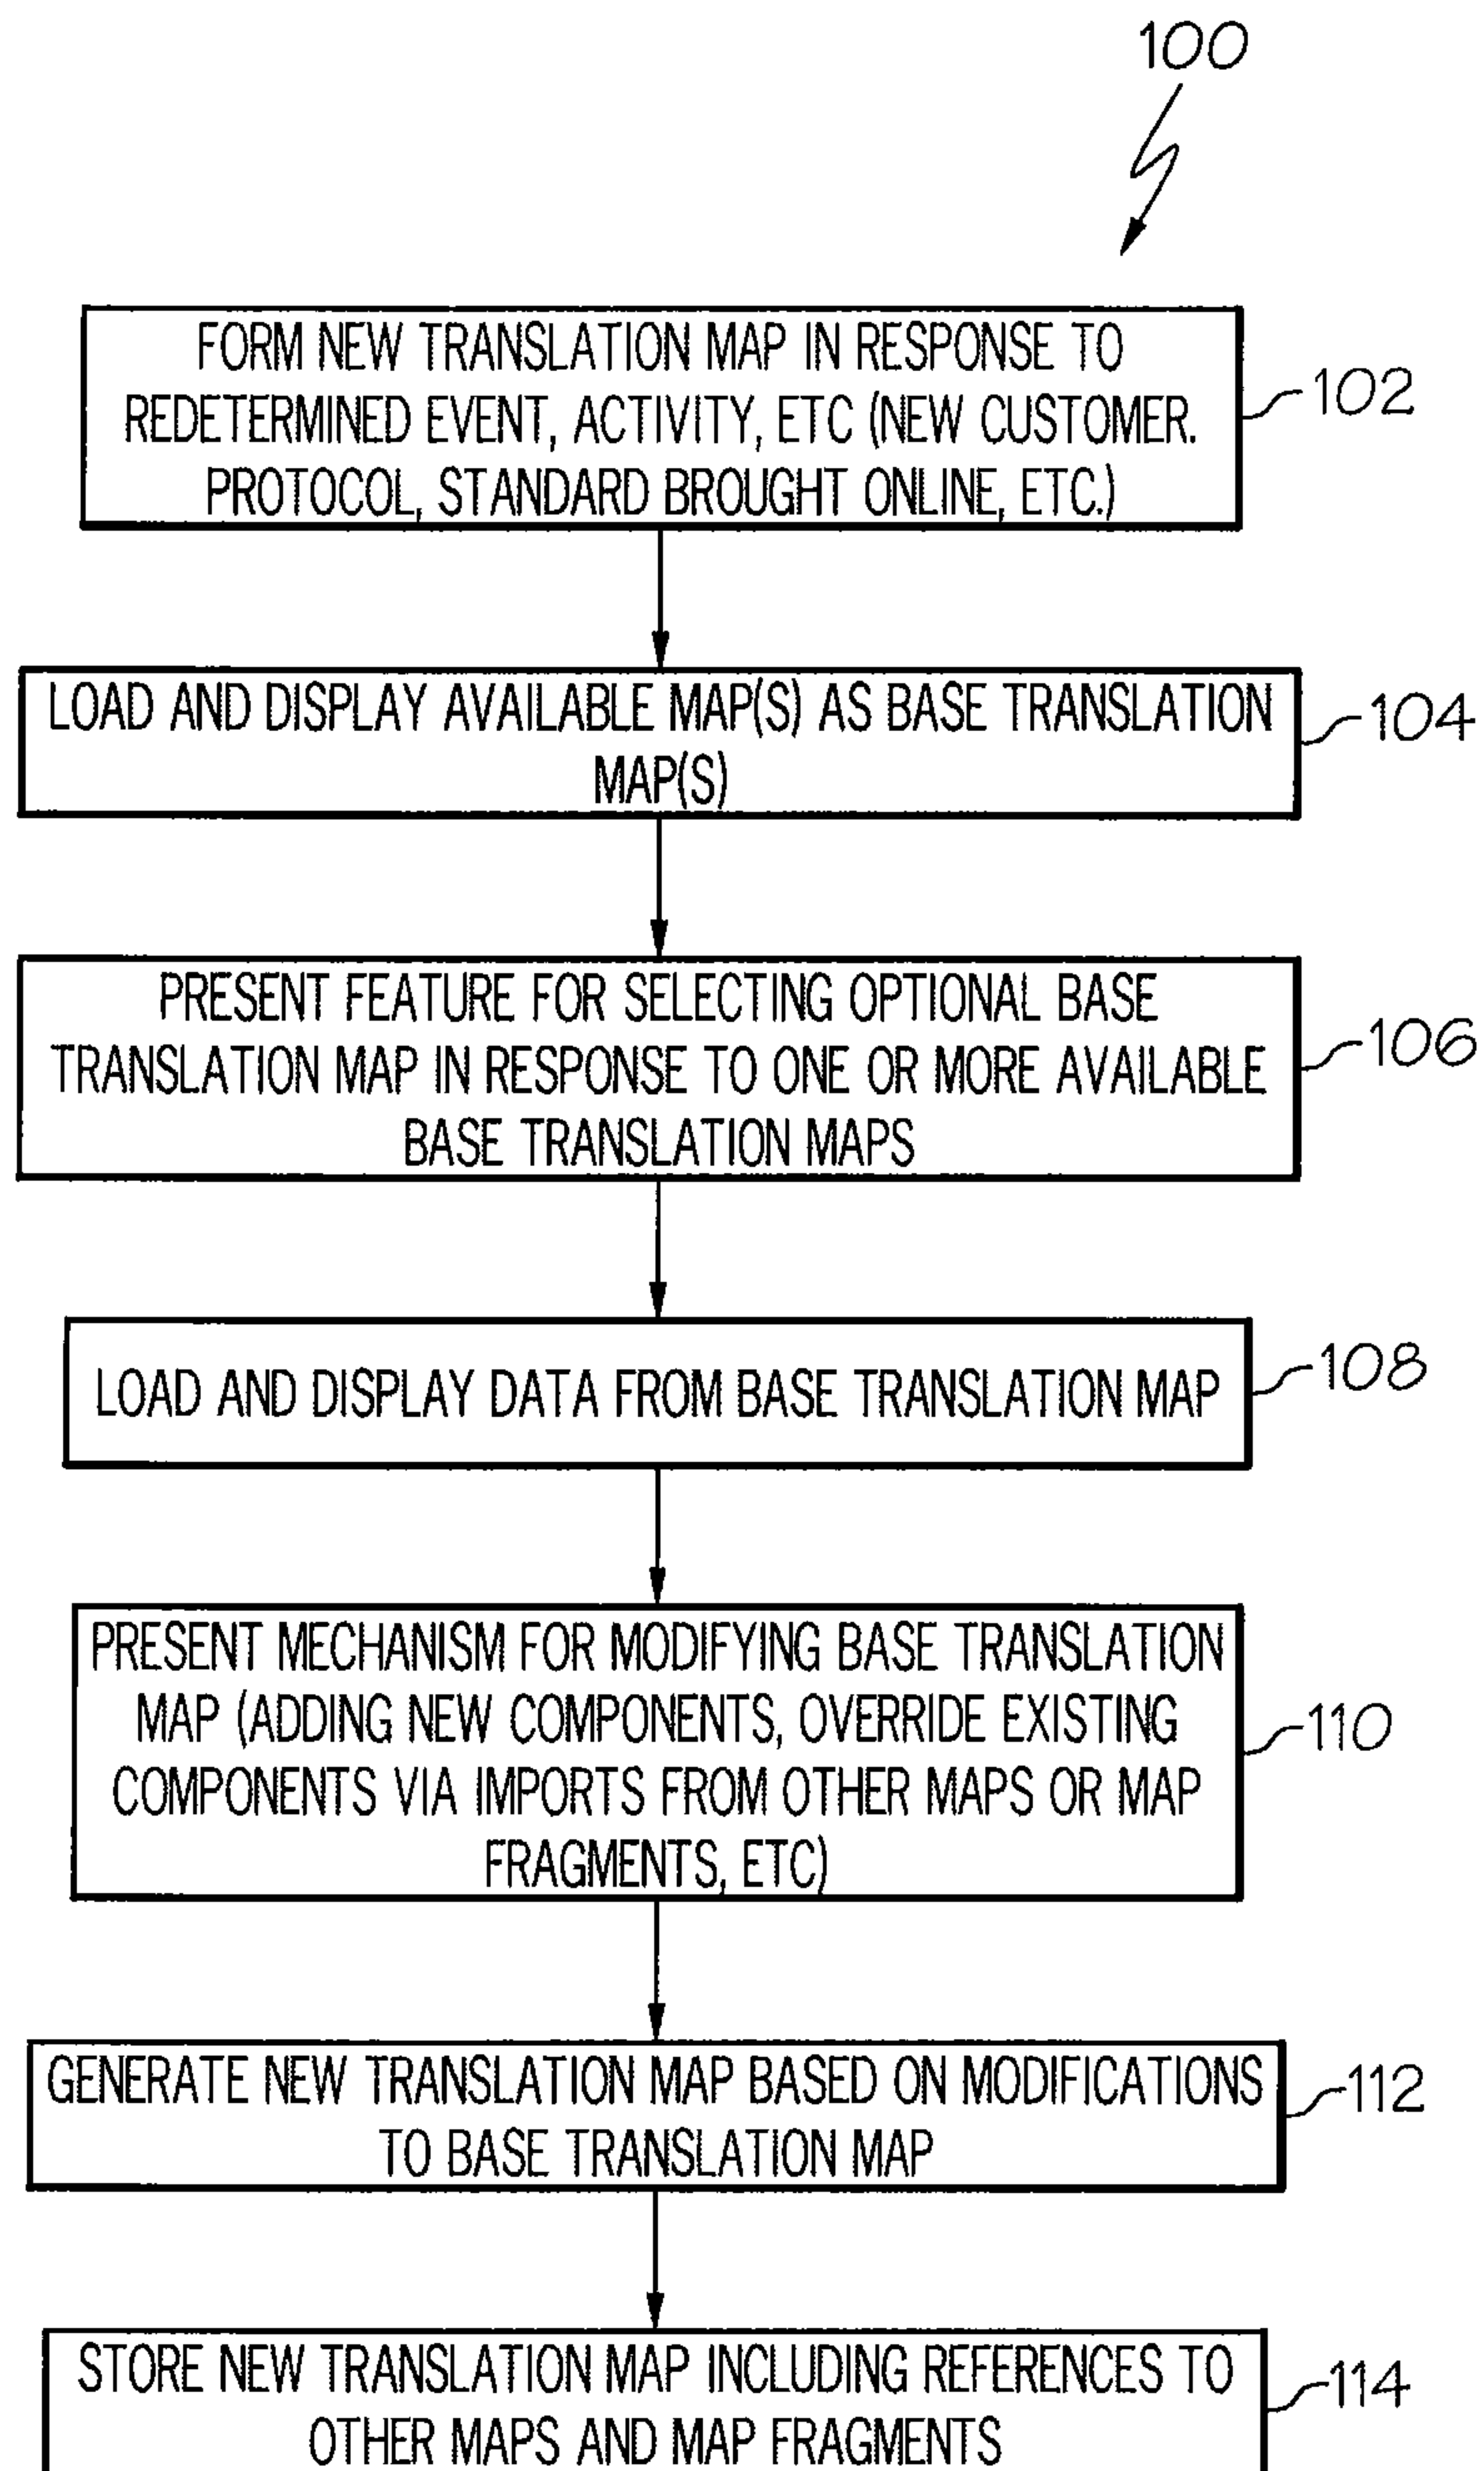 100
FORM NEW TRANSLATION MAP IN RESPONSE TO
REDETERMINED EVENT, ACTIVITY, ETC (NEW CUSTOMER.
PROTOCOL, STANDARD BROUGHT ONLINE, ETC.)
102
LOAD AND DISPLAY AVAILABLE MAP(S) AS BASE TRANSLATION
MAP(S)
104
PRESENT FEATURE FOR SELECTING OPTIONAL BASE
TRANSLATION MAP IN RESPONSE TO ONE OR MORE AVAILABLE
BASE TRANSLATION MAPS
106
LOAD AND DISPLAY DATA FROM BASE TRANSLATION MAP
108
PRESENT MECHANISM FOR MODIFYING BASE TRANSLATION
MAP (ADDING NEW COMPONENTS, OVERRIDE EXISTING
COMPONENTS VIA IMPORTS FROM OTHER MAPS OR MAP
FRAGMENTS, ETC)
110
GENERATE NEW TRANSLATION MAP BASED ON MODIFICATIONS
TO BASE TRANSLATION MAP
112
STORE NEW TRANSLATION MAP INCLUDING REFERENCES TO
OTHER MAPS AND MAP FRAGMENTS
114